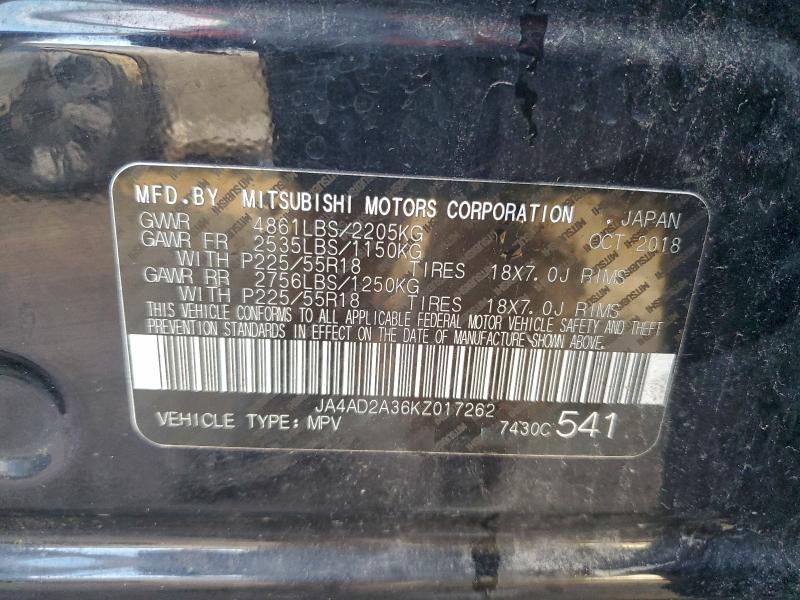 MFD.BY MITSUBISHI MOTORS CORPORATION , JAPAN
GVWR 4861LBS/2205KG OCT-2018
GAWR FR 2535LBS/1150KG
WITH P225/55R18 TIRES 18X7.0J RIMS
GAWR RR 2756LBS/1250KG
WITH P225/55R18 TIRES 18X7.0J RIMS
THIS VEHICLE CONFORMS TO ALL APPLICABLE FEDERAL MOTOR VEHICLE SAFETY AND THEFT
PREVENTION STANDARDS IN EFFECT ON THE DATE OF MANUFACTURE SHOWN ABOVE.
JA4AD2A36KZ017262
VEHICLE TYPE: MPV 7430C 541